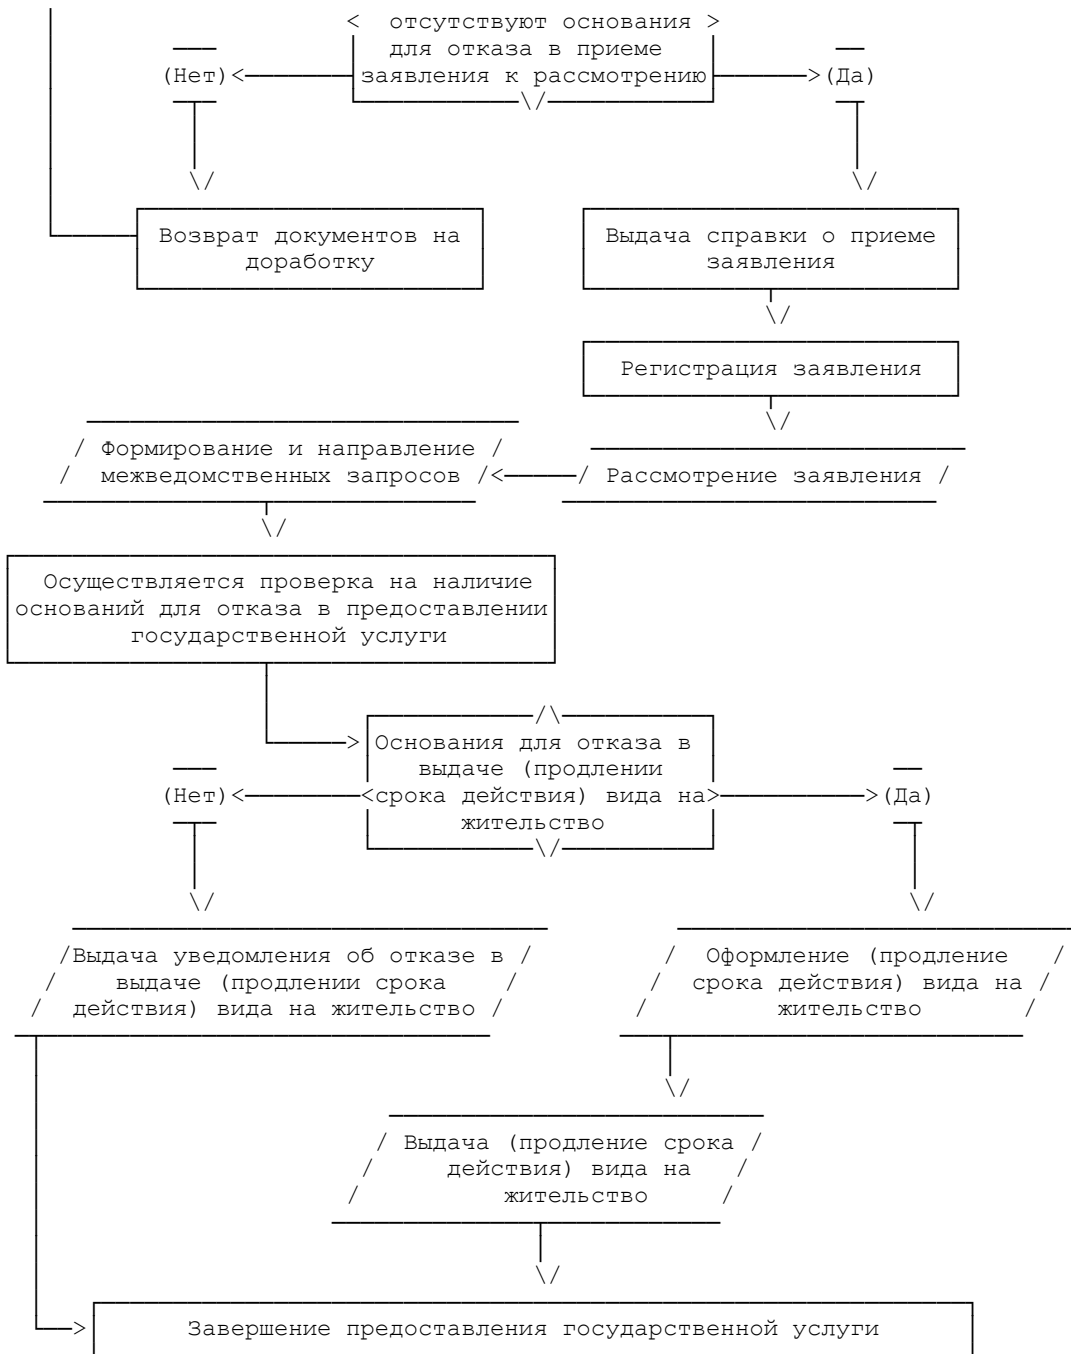 отсутствуют основания
для отказа в приеме
(Нет) заявления к рассмотрению (Да)
Возврат документов на
доработку
Выдача справки о приеме
заявления
Регистрация заявления
Формирование и направление
межведомственных запросов
Рассмотрение заявления
Осуществляется проверка на наличие
оснований для отказа в предоставлении
государственной услуги
Основания для отказа в
выдаче (продлении
(Нет) срока действия) вида на (Да)
жительство
Выдача уведомления об отказе в
выдаче (продлении срока
действия) вида на жительство
Оформление (продление
срока действия) вида на
жительство
Выдача (продление срока
действия) вида на
жительство
Завершение предоставления государственной услуги